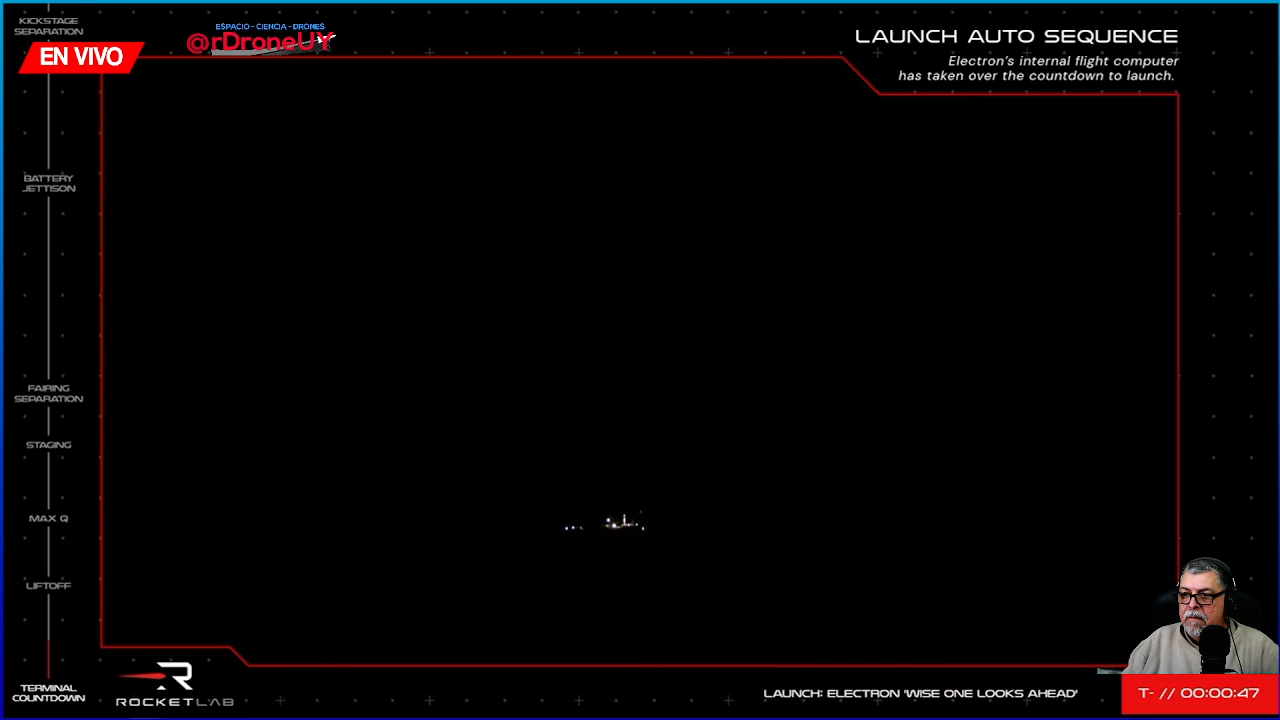 KICKSTAGE
SEPARATION
EN VIVO
ESPACIO - CIENCIA - DRONES
@rDroneUY
LAUNCH AUTO SEQUENCE
Electron's internal flight computer
has taken over the countdown to launch.
BATTERY
JETTISON
FAIRING
SEPARATION
STAGING
MAX Q
LIFTOFF
TERMINAL
COUNTDOWN
R
ROCKETLAB
LAUNCH: ELECTRON 'WISE ONE LOOKS AHEAD'
T- // 00:00:47